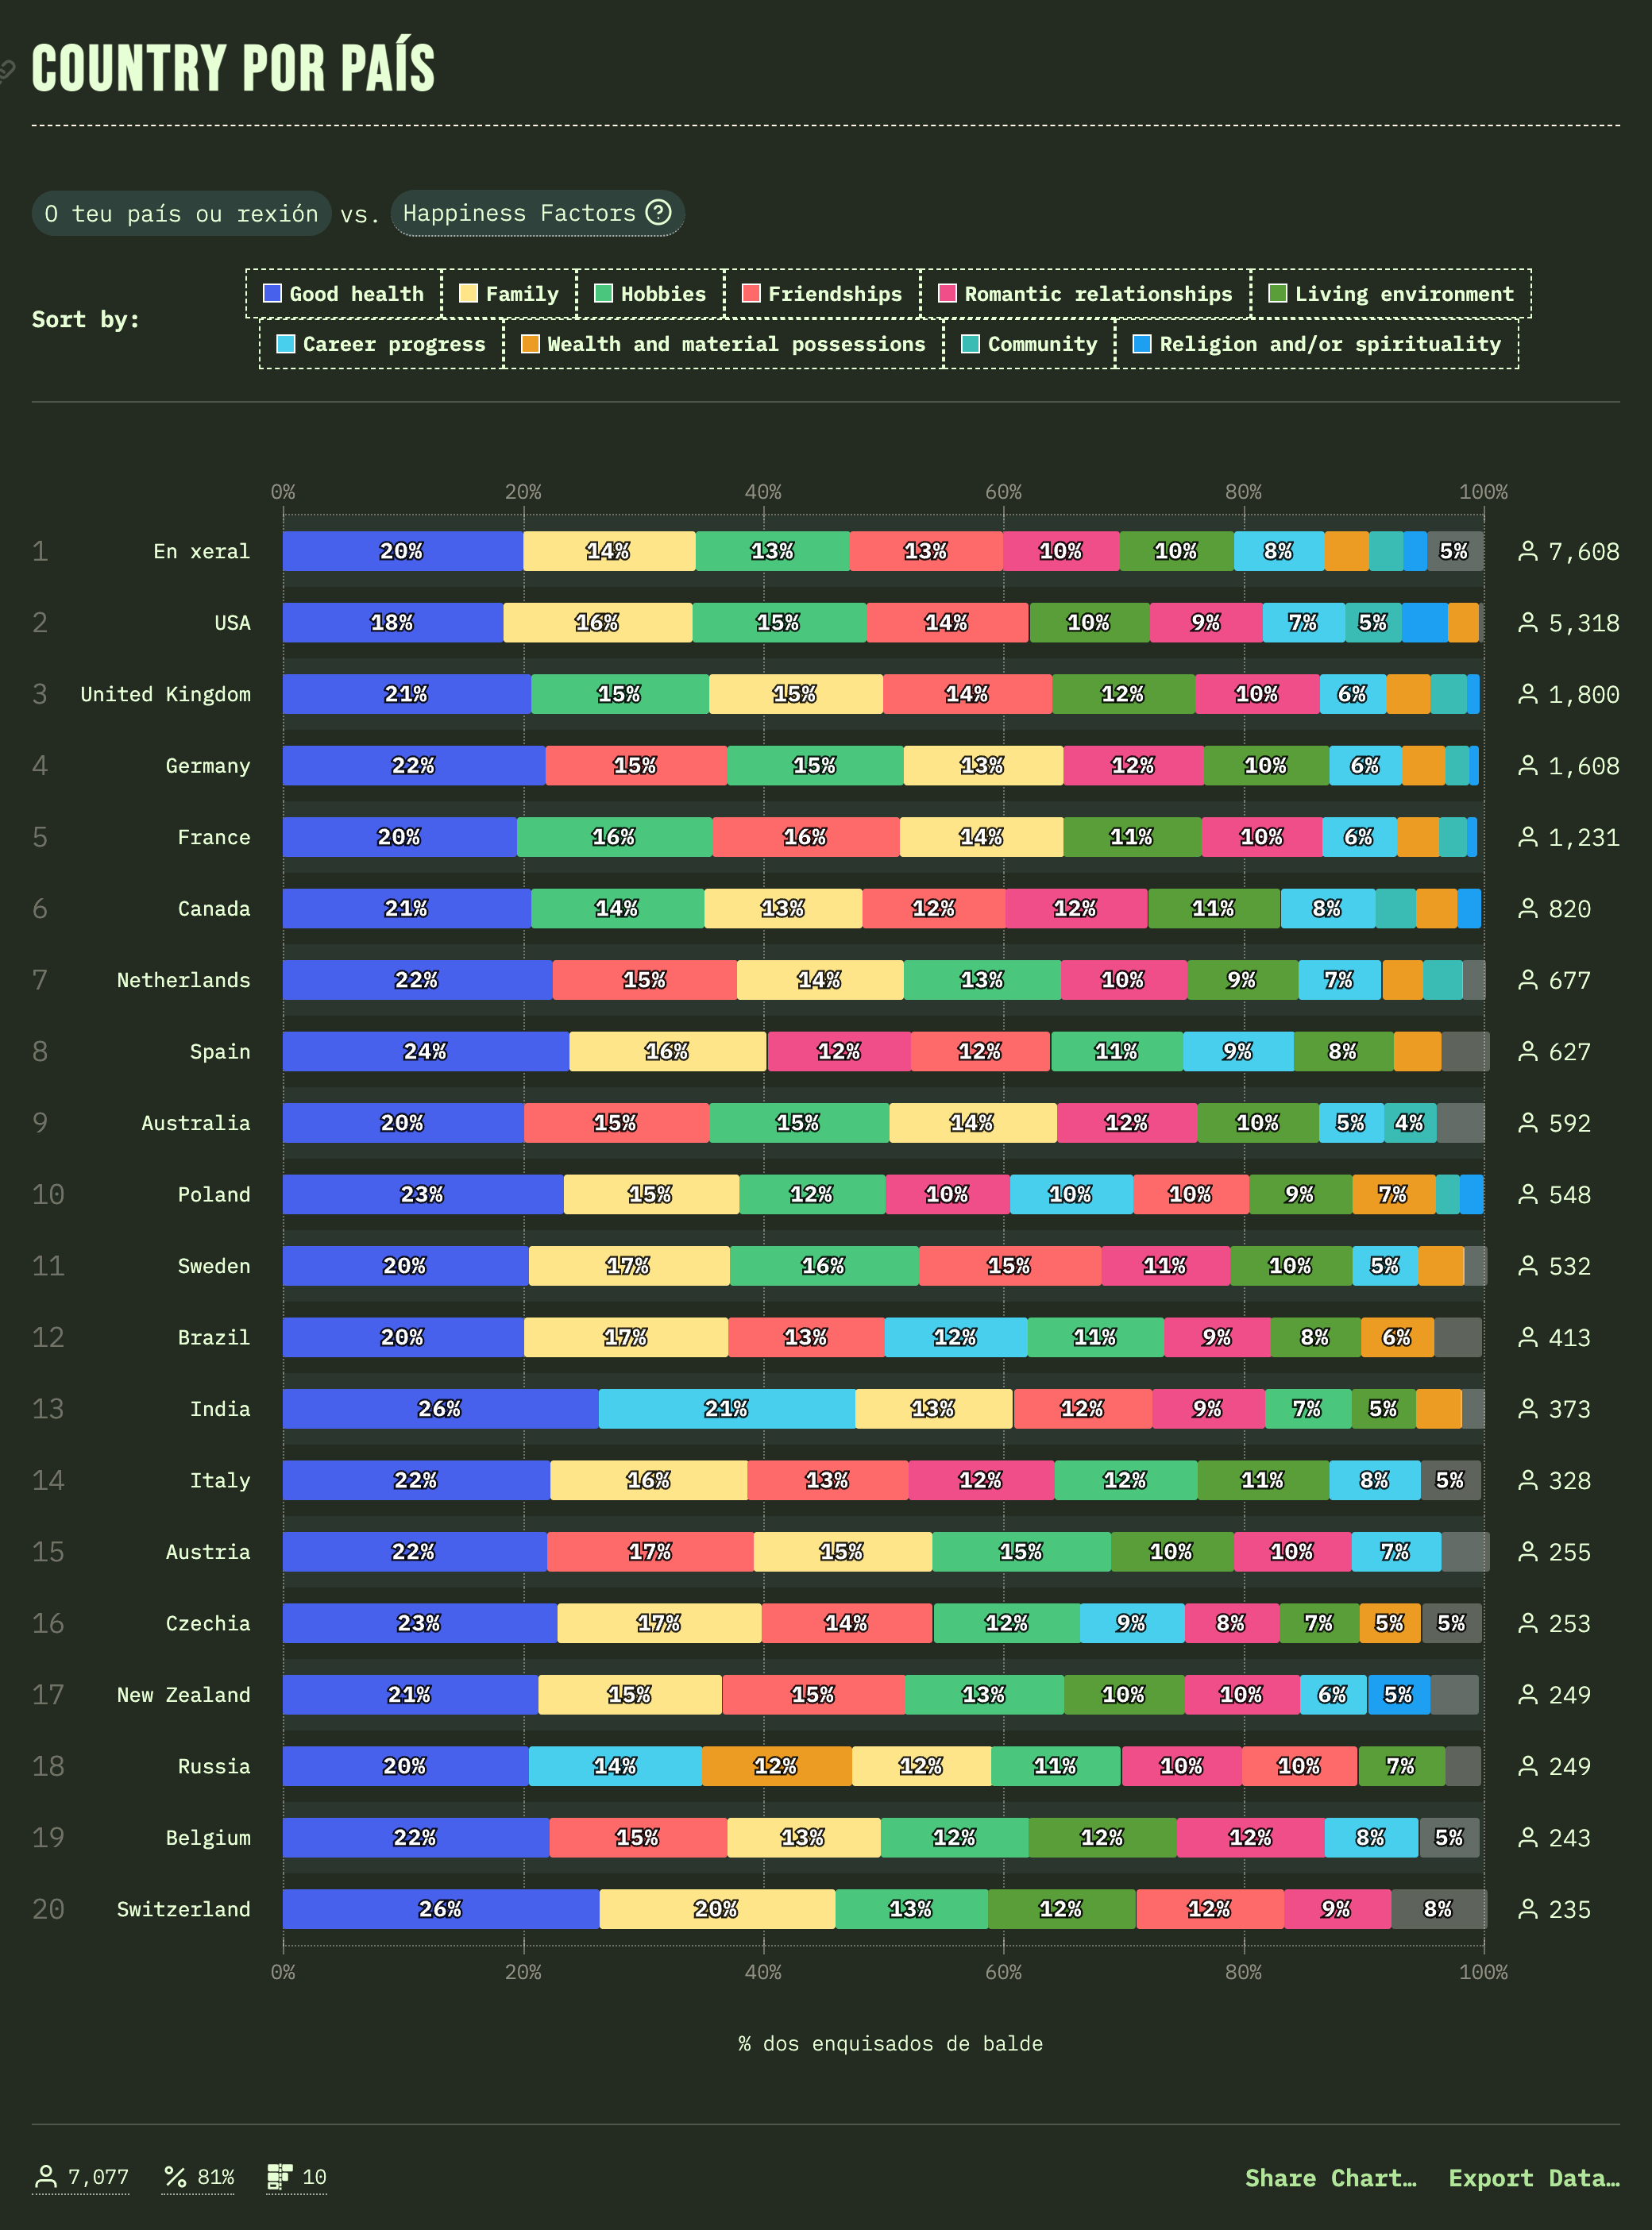 COUNTRY POR PAÍS
O teu país ou rexión vs. Happiness Factors ?
Sort by:
Good health Family Hobbies Friendships Romantic relationships Living environment
Career progress Wealth and material possessions Community Religion and/or spirituality
0% 20% 40% 60% 80% 100%
1 En xeral 20% 14% 13% 13% 10% 10% 8% 5% 7,608
2 USA 18% 16% 15% 14% 10% 9% 7% 5% 5,318
3 United Kingdom 21% 15% 15% 14% 12% 10% 6% 1,800
4 Germany 22% 15% 15% 13% 12% 10% 6% 1,608
5 France 20% 16% 16% 14% 11% 10% 6% 1,231
6 Canada 21% 14% 13% 12% 12% 11% 8% 820
7 Netherlands 22% 15% 14% 13% 10% 9% 7% 677
8 Spain 24% 16% 12% 12% 11% 9% 8% 627
9 Australia 20% 15% 15% 14% 12% 10% 5% 4% 592
10 Poland 23% 15% 12% 10% 10% 10% 9% 7% 548
11 Sweden 20% 17% 16% 15% 11% 10% 5% 532
12 Brazil 20% 17% 13% 12% 11% 9% 8% 6% 413
13 India 26% 21% 13% 12% 9% 7% 5% 373
14 Italy 22% 16% 13% 12% 12% 11% 8% 5% 328
15 Austria 22% 17% 15% 15% 10% 10% 7% 255
16 Czechia 23% 17% 14% 12% 9% 8% 7% 5% 5% 253
17 New Zealand 21% 15% 15% 13% 10% 10% 6% 5% 249
18 Russia 20% 14% 12% 12% 11% 10% 10% 7% 249
19 Belgium 22% 15% 13% 12% 12% 12% 8% 5% 243
20 Switzerland 26% 20% 13% 12% 12% 9% 8% 235
0% 20% 40% 60% 80% 100%
% dos enquisados de balde
7,077 % 81% 10 Share Chart… Export Data…